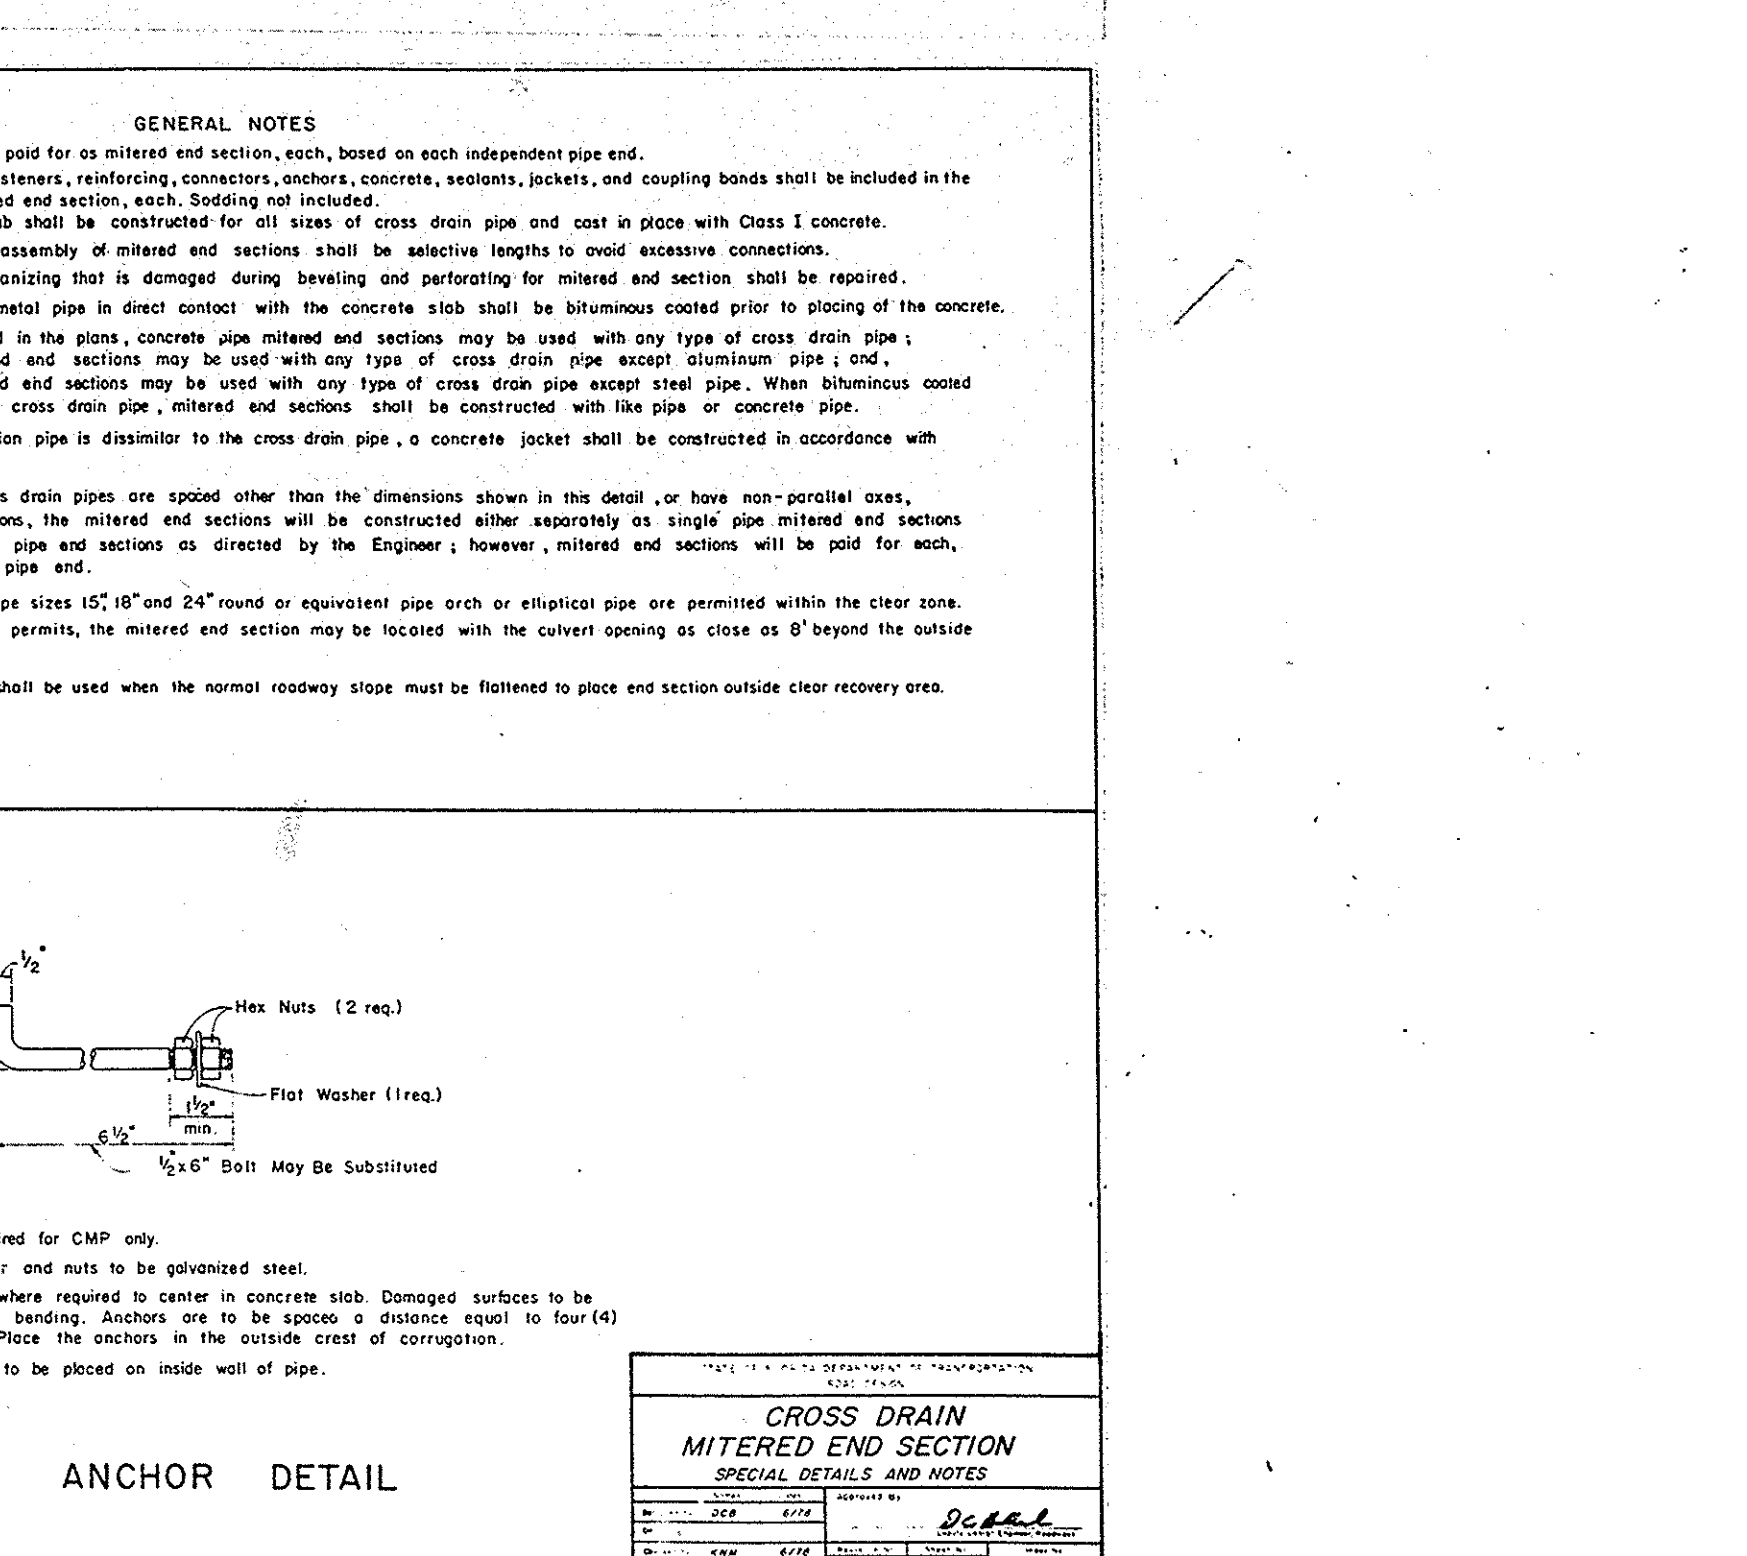 GENERAL NOTES
paid for as mitered end section, each, based on each independent pipe end.
steners, reinforcing, connectors, anchors, concrete, sealants, jackets, and coupling bands shall be included in the
ed end section, each. Sodding not included.
ab shall be constructed for all sizes of cross drain pipe and cast in place with Class I concrete.
assembly of mitered end sections shall be selective lengths to avoid excessive connections.
anizing that is damaged during beveling and perforating for mitered end section shall be repaired.
metal pipe in direct contact with the concrete slab shall be bituminous coated prior to placing of the concrete.
d in the plans, concrete pipe mitered end sections may be used with any type of cross drain pipe;
d end sections may be used with any type of cross drain pipe except aluminum pipe; and,
d end sections may be used with any type of cross drain pipe except steel pipe. When bituminous coated
cross drain pipe, mitered end sections shall be constructed with like pipe or concrete pipe.
ion pipe is dissimilar to the cross drain pipe, a concrete jacket shall be constructed in accordance with
s drain pipes are spaced other than the dimensions shown in this detail, or have non-parallel axes,
ons, the mitered end sections will be constructed either separately as single pipe mitered end sections
pipe end sections as directed by the Engineer; however, mitered end sections will be paid for each,
pipe end.
pe sizes 15", 18" and 24" round or equivalent pipe arch or elliptical pipe are permitted within the clear zone.
permits, the mitered end section may be located with the culvert opening as close as 8' beyond the outside
hall be used when the normal roadway slope must be flattened to place end section outside clear recovery area.
1/2"
Hex Nuts (2 req.)
Flat Washer (1 req.)
1 1/2"
min.
6 1/2"
1/2" x 6" Bolt May Be Substituted
ired for CMP only.
r and nuts to be galvanized steel.
where required to center in concrete slab. Damaged surfaces to be
bending. Anchors are to be spaced a distance equal to four (4)
Place the anchors in the outside crest of corrugation.
to be placed on inside wall of pipe.
ANCHOR DETAIL
DEPARTMENT OF TRANSPORTATION
ROAD DESIGN
CROSS DRAIN
MITERED END SECTION
SPECIAL DETAILS AND NOTES
Approved By
DCB 6/78
KNM 6/78